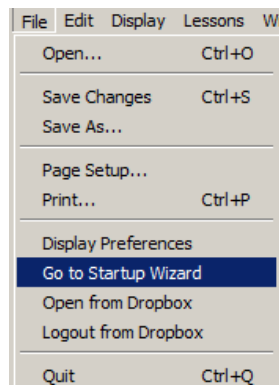 File Edit Display Lessons W
Open... Ctrl+O
Save Changes Ctrl+S
Save As...
Page Setup...
Print... Ctrl+P
Display Preferences
Go to Startup Wizard
Open from Dropbox
Logout from Dropbox
Quit Ctrl+Q